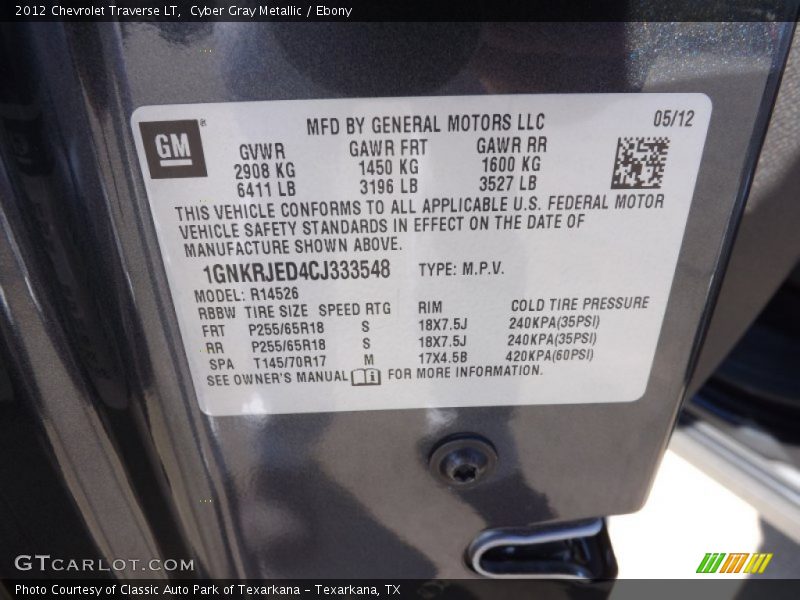 2012 Chevrolet Traverse LT, Cyber Gray Metallic / Ebony
GM®
MFD BY GENERAL MOTORS LLC 05/12
GVWR GAWR FRT GAWR RR
2908 KG 1450 KG 1600 KG
6411 LB 3196 LB 3527 LB
THIS VEHICLE CONFORMS TO ALL APPLICABLE U.S. FEDERAL MOTOR
VEHICLE SAFETY STANDARDS IN EFFECT ON THE DATE OF
MANUFACTURE SHOWN ABOVE.
1GNKRJED4CJ333548 TYPE: M.P.V.
MODEL: R14526
RBBW TIRE SIZE SPEED RTG RIM COLD TIRE PRESSURE
FRT P255/65R18 S 18X7.5J 240KPA(35PSI)
RR P255/65R18 S 18X7.5J 240KPA(35PSI)
SPA T145/70R17 M 17X4.5B 420KPA(60PSI)
SEE OWNER'S MANUAL FOR MORE INFORMATION.
GTCARLOT.COM
Photo Courtesy of Classic Auto Park of Texarkana - Texarkana, TX